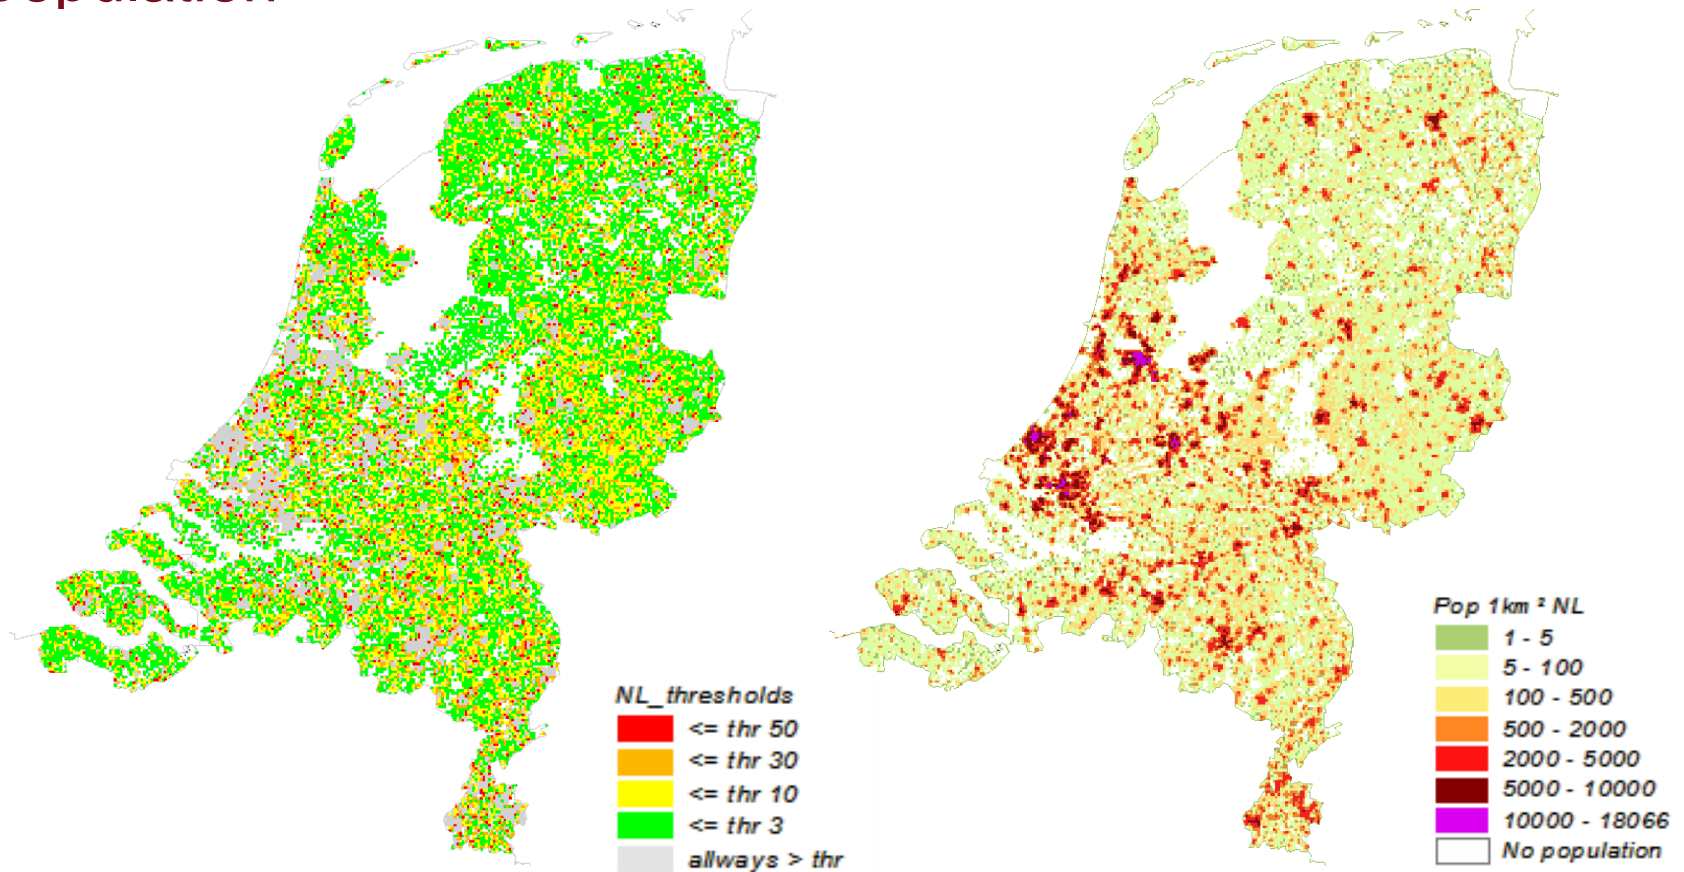 population
NL_thresholds
<= thr 50
<= thr 30
<= thr 10
<= thr 3
allways > thr
Pop 1km ² NL
1 - 5
5 - 100
100 - 500
500 - 2000
2000 - 5000
5000 - 10000
10000 - 18066
No population